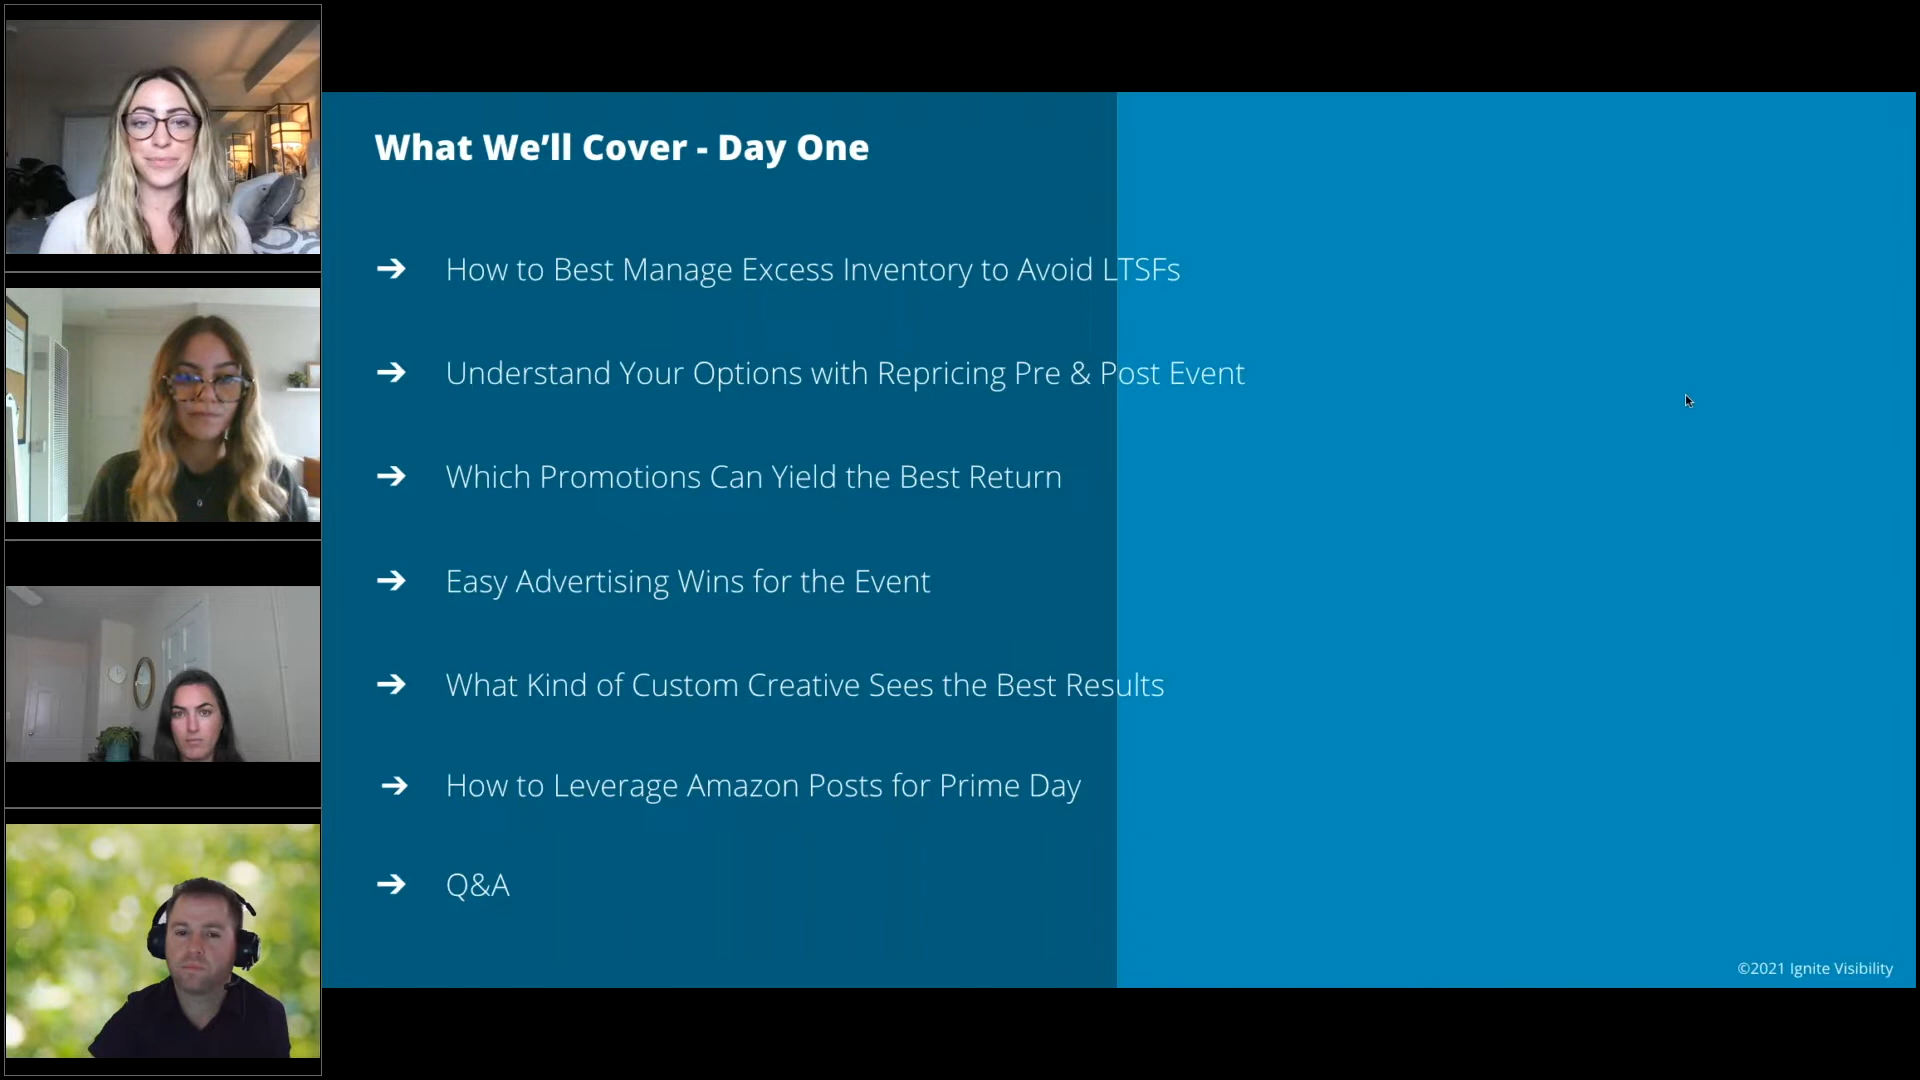 What We’ll Cover - Day One
➔ How to Best Manage Excess Inventory to Avoid LTSFs
➔ Understand Your Options with Repricing Pre & Post Event
➔ Which Promotions Can Yield the Best Return
➔ Easy Advertising Wins for the Event
➔ What Kind of Custom Creative Sees the Best Results
➔ How to Leverage Amazon Posts for Prime Day
➔ Q&A
©2021 Ignite Visibility